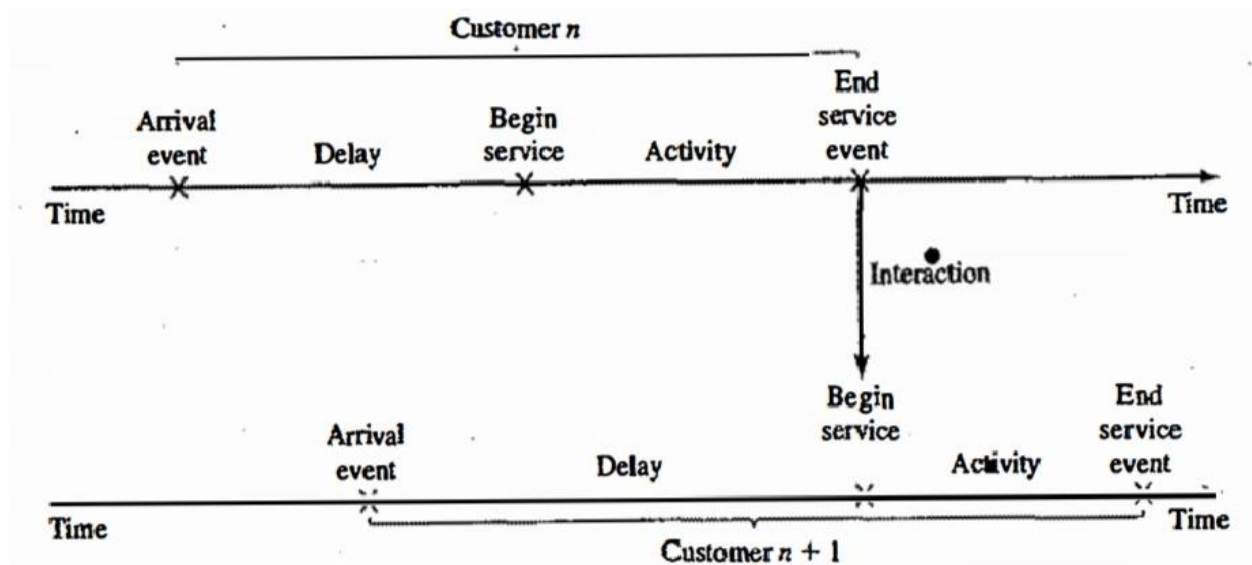 Customer n
Arrival
event
Delay
Begin
service
Activity
End
service
event
Time
Time
Interaction
Arrival
event
Delay
Begin
service
Activity
End
service
event
Time
Time
Customer n + 1